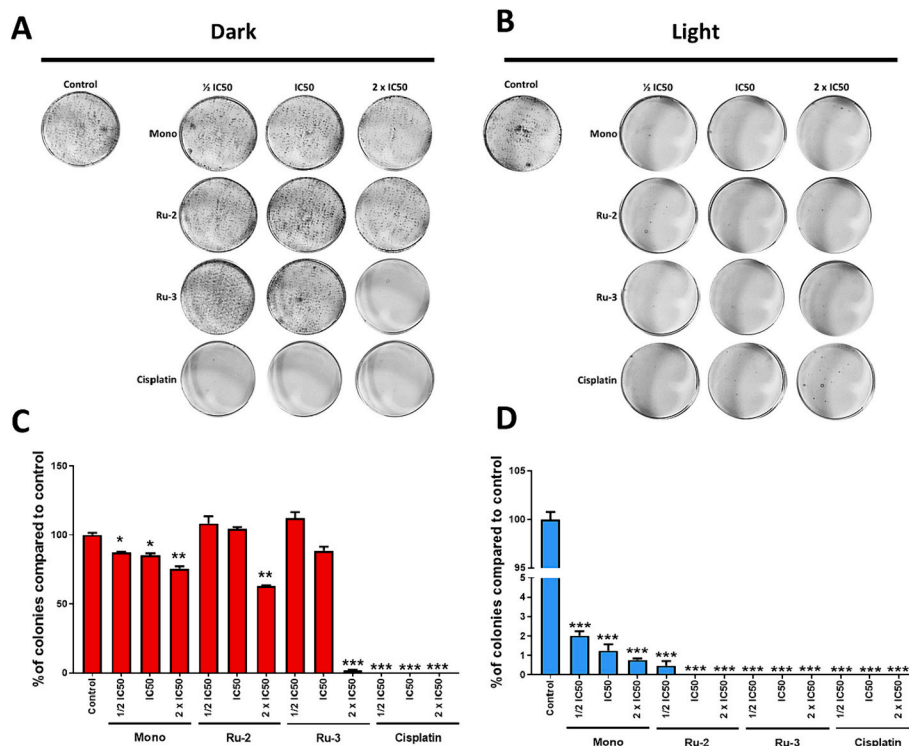 A
Dark
Control
½ IC50
IC50
2 x IC50
Mono
Ru-2
Ru-3
Cisplatin
B
Light
Control
½ IC50
IC50
2 x IC50
Mono
Ru-2
Ru-3
Cisplatin
C
% of colonies compared to control
150
100
50
0
*
*
**
**
***
***
***
***
Control
1/2 IC50
IC50
2 x IC50
1/2 IC50
IC50
2 x IC50
1/2 IC50
IC50
2 x IC50
1/2 IC50
IC50
2 x IC50
Mono
Ru-2
Ru-3
Cisplatin
D
% of colonies compared to control
105
100
95
5
4
3
2
1
0
***
***
***
***
***
***
***
***
***
***
***
***
Control
1/2 IC50
IC50
2 x IC50
1/2 IC50
IC50
2 x IC50
1/2 IC50
IC50
2 x IC50
1/2 IC50
IC50
2 x IC50
Mono
Ru-2
Ru-3
Cisplatin